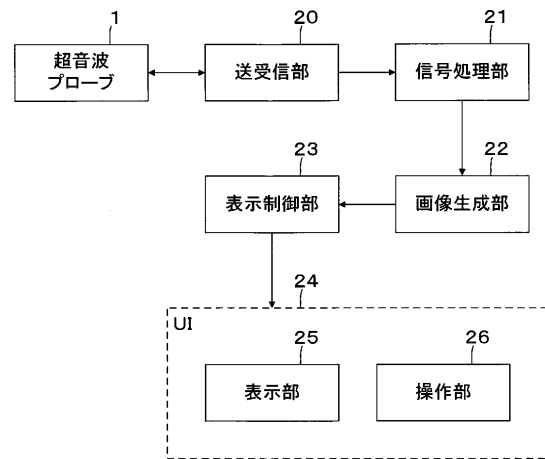 1
超音波
プローブ
20
送受信部
21
信号処理部
23
表示制御部
22
画像生成部
24
UI
25
表示部
26
操作部